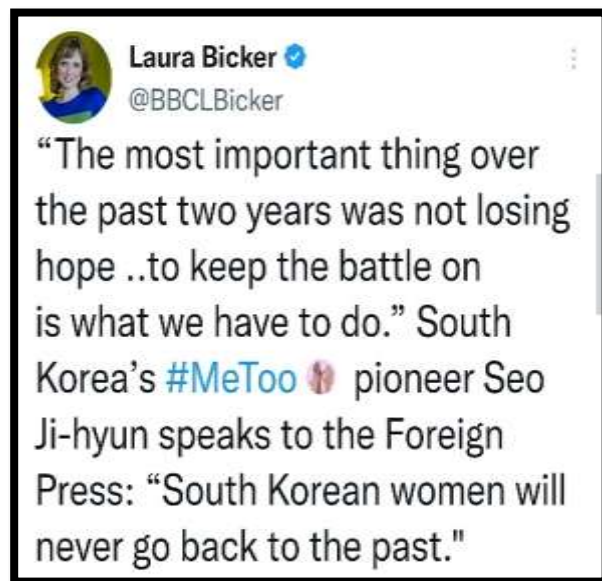 Laura Bicker
@BBCLBicker
“The most important thing over
the past two years was not losing
hope ..to keep the battle on
is what we have to do.” South
Korea’s #MeToo pioneer Seo
Ji-hyun speaks to the Foreign
Press: “South Korean women will
never go back to the past."